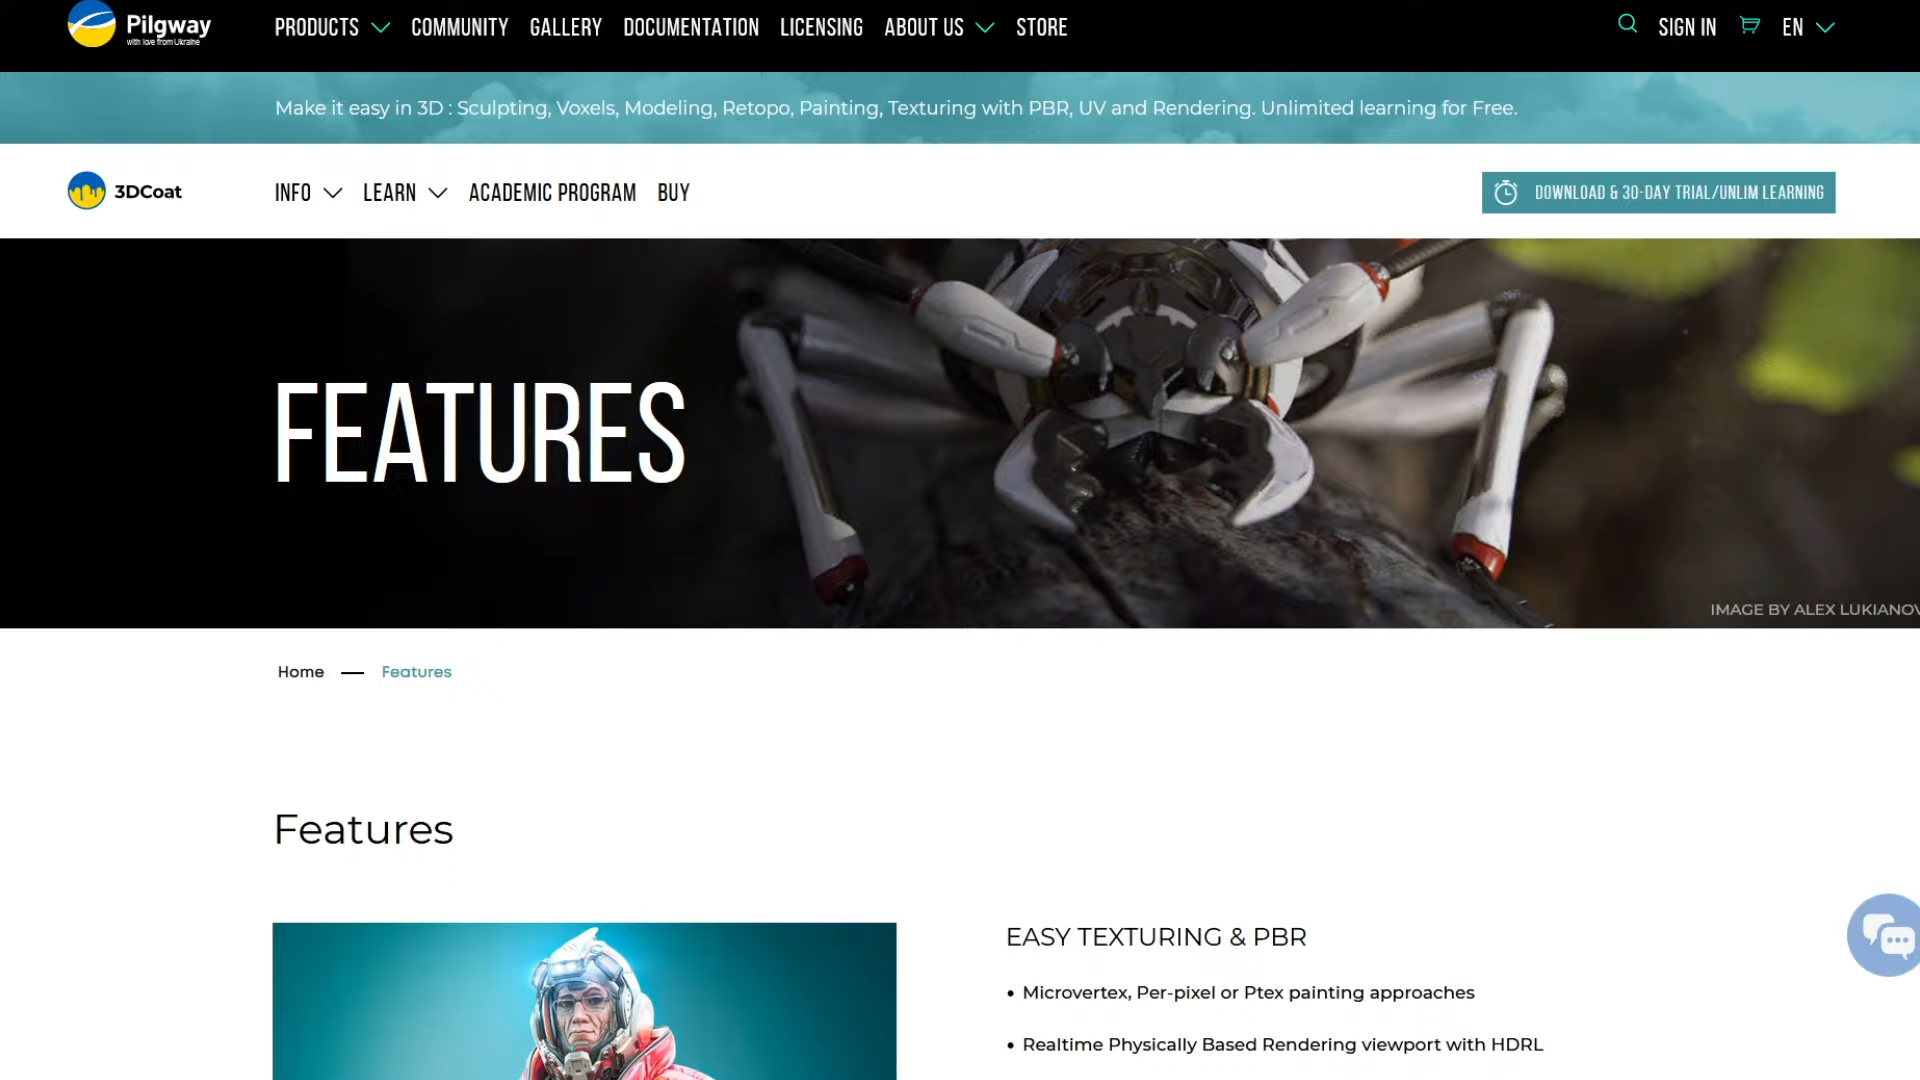 Pilgway
with love from Ukraine
PRODUCTS COMMUNITY GALLERY DOCUMENTATION LICENSING ABOUT US STORE
SIGN IN EN
Make it easy in 3D : Sculpting, Voxels, Modeling, Retopo, Painting, Texturing with PBR, UV and Rendering. Unlimited learning for Free.
3DCoat
INFO LEARN ACADEMIC PROGRAM BUY
DOWNLOAD & 30-DAY TRIAL/UNLIM LEARNING
FEATURES
IMAGE BY ALEX LUKIANOV
Home — Features
Features
EASY TEXTURING & PBR
• Microvertex, Per-pixel or Ptex painting approaches
• Realtime Physically Based Rendering viewport with HDRL